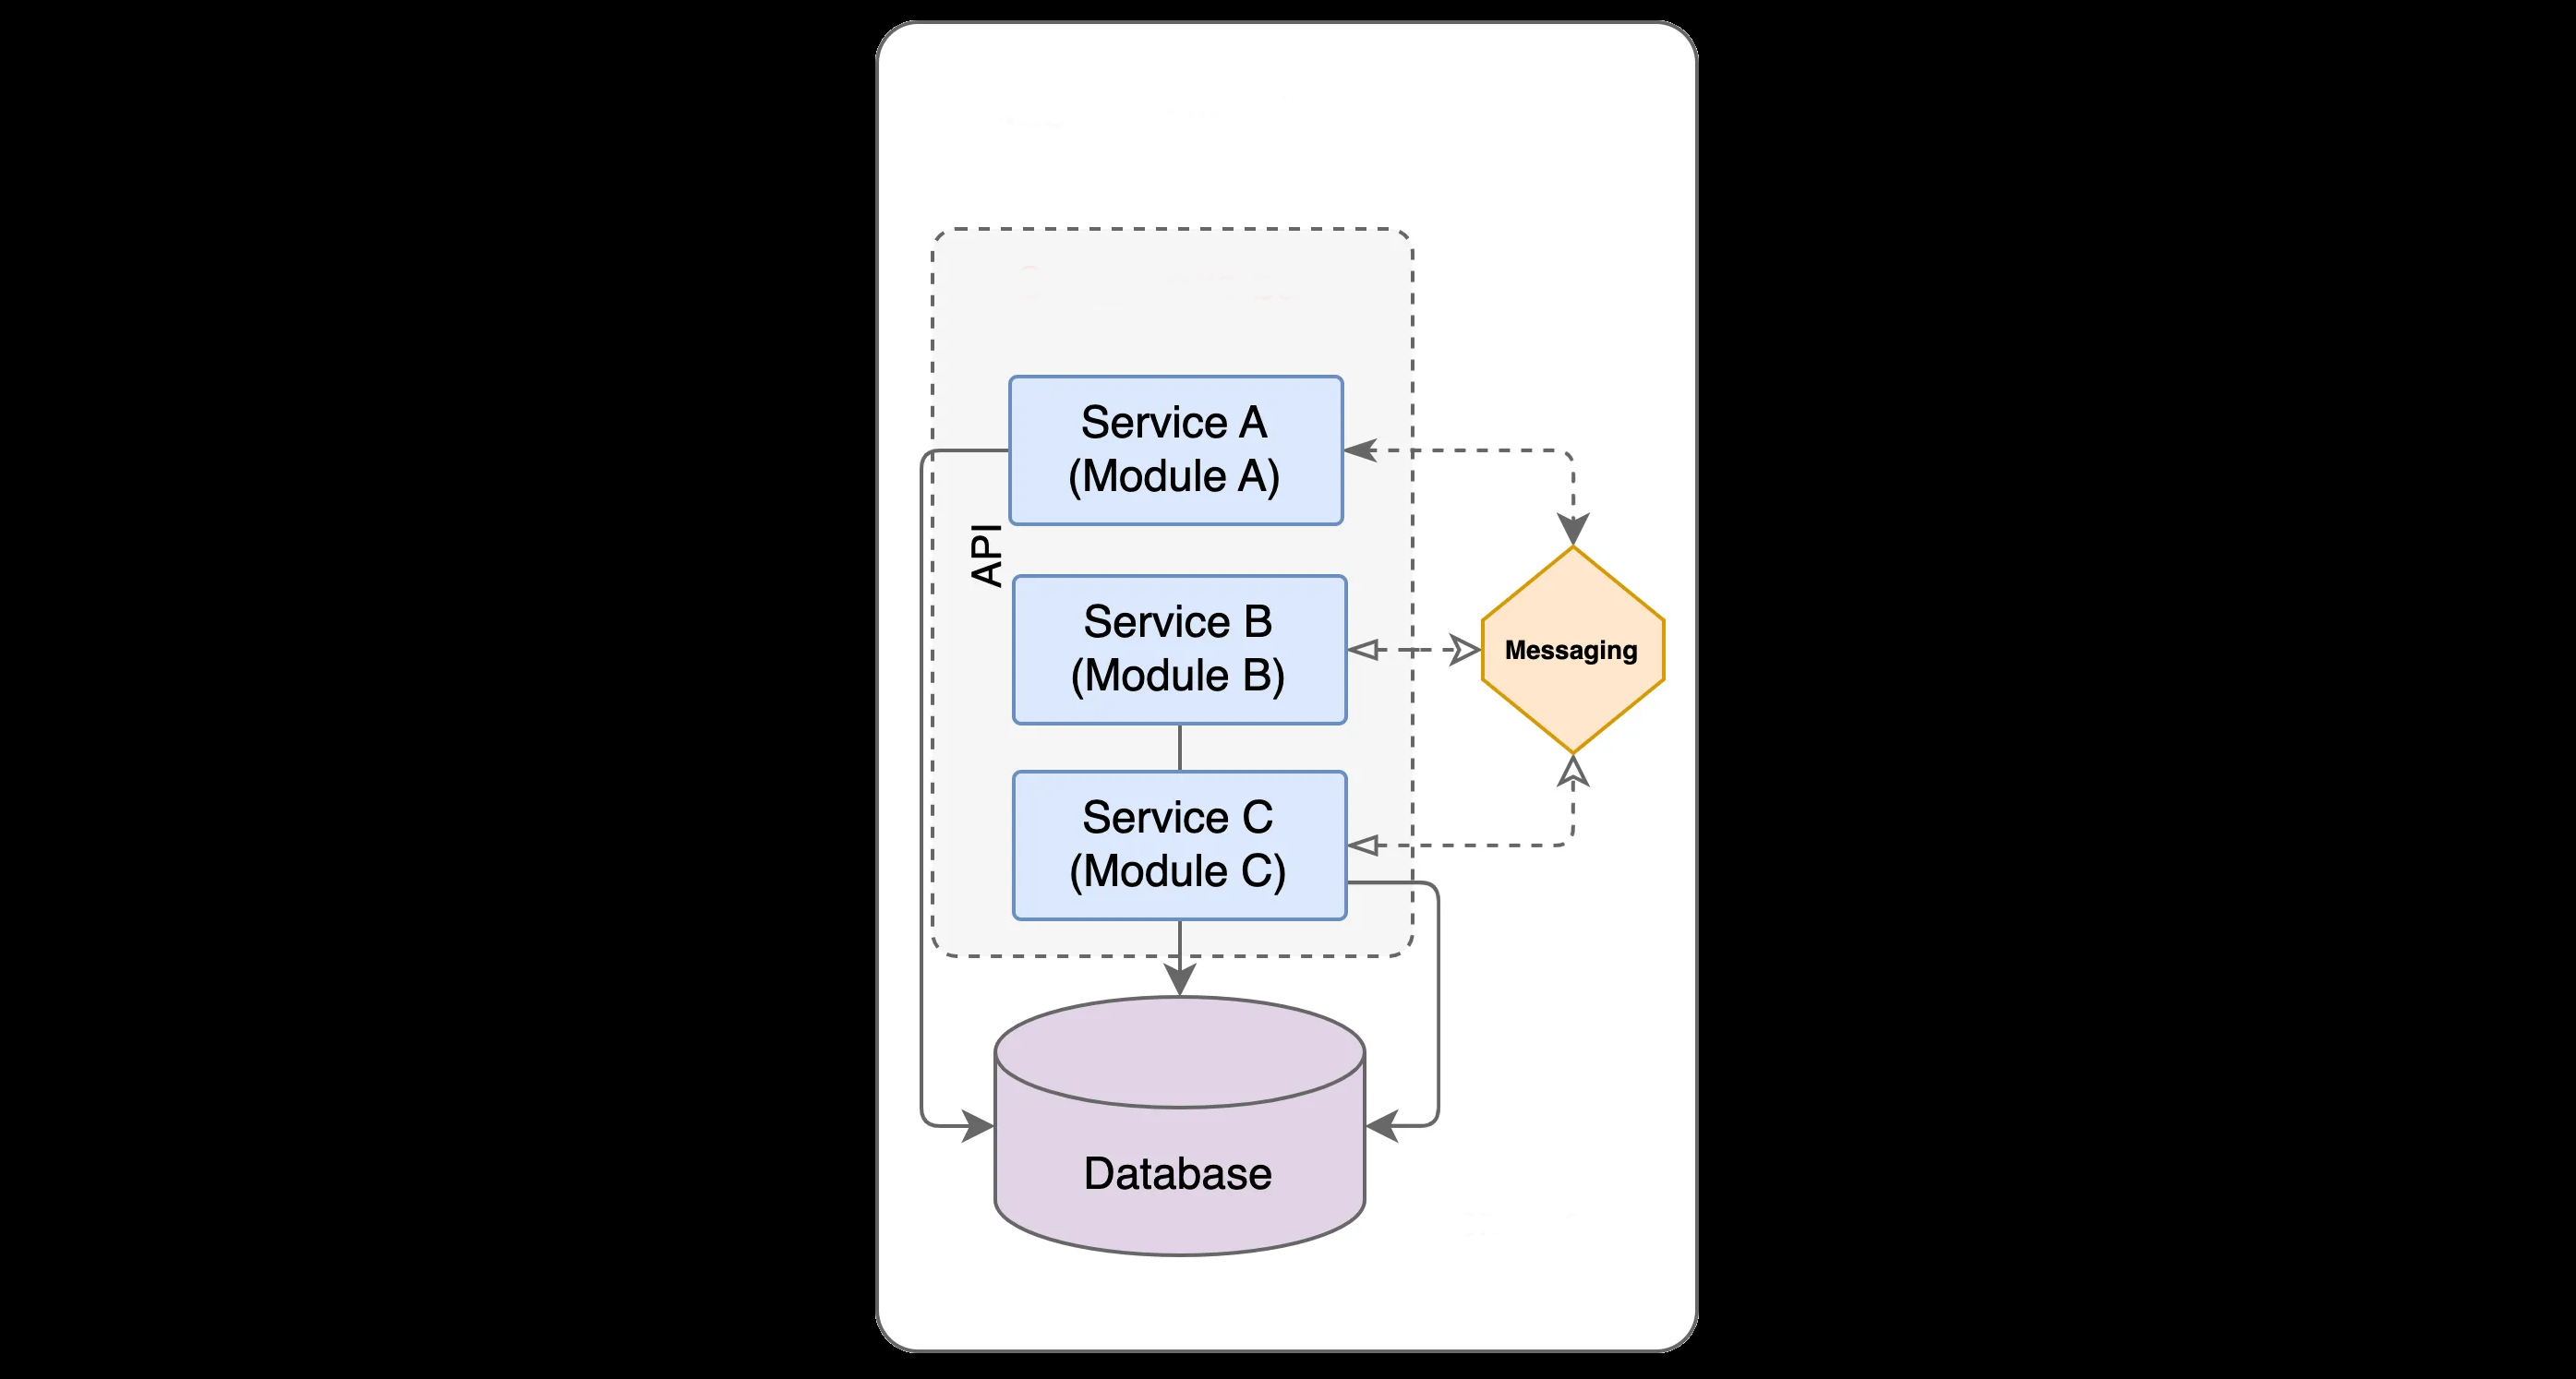 Service A
(Module A)
API
Service B
(Module B)
Messaging
Service C
(Module C)
Database